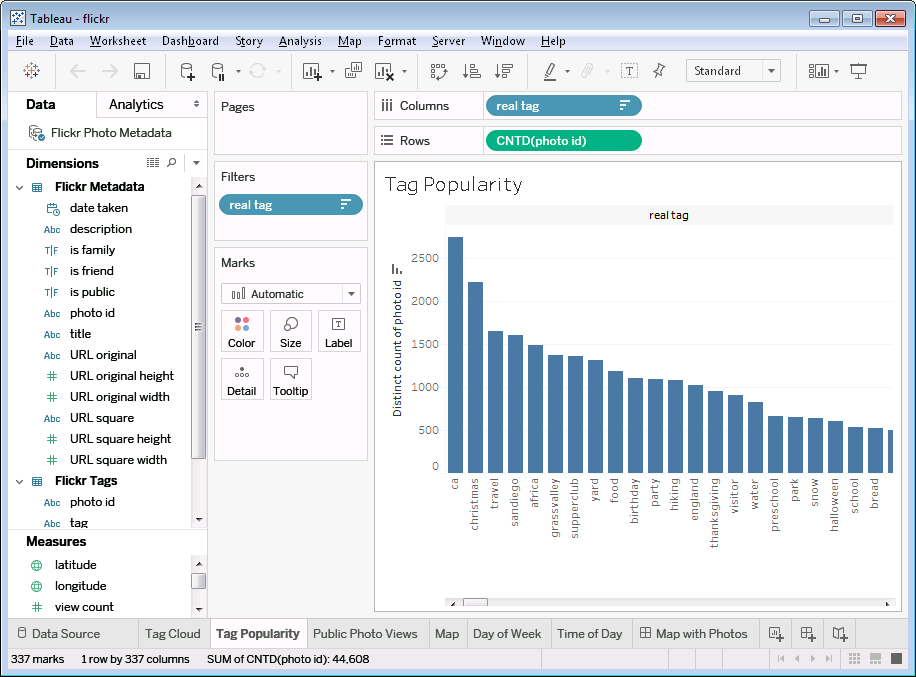 Tableau - flickr
File Data Worksheet Dashboard Story Analysis Map Format Server Window Help
Standard
Data Analytics
Flickr Photo Metadata
Dimensions
Flickr Metadata
date taken
Abc description
T|F is family
T|F is friend
T|F is public
Abc photo id
Abc title
Abc URL original
# URL original height
# URL original width
Abc URL square
# URL square height
# URL square width
Flickr Tags
Abc photo id
Abc tag
Measures
latitude
longitude
# view count
Pages
Filters
real tag
Marks
Automatic
Color Size Label
Detail Tooltip
Columns real tag
Rows CNTD(photo id)
Tag Popularity
real tag
Distinct count of photo id
2500
2000
1500
1000
500
0
ca
christmas
travel
sandiego
africa
grassvalley
supperclub
yard
food
birthday
party
hiking
england
thanksgiving
visitor
water
preschool
park
snow
halloween
school
bread
Data Source Tag Cloud Tag Popularity Public Photo Views Map Day of Week Time of Day Map with Photos
337 marks 1 row by 337 columns SUM of CNTD(photo id): 44,608